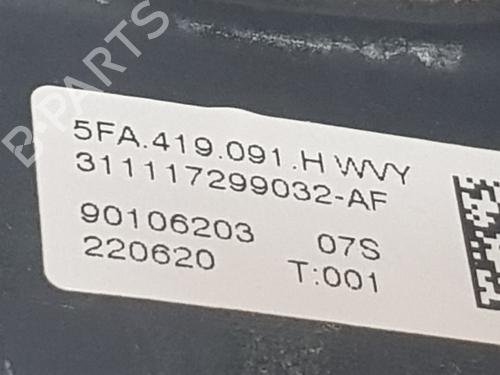 B-PARTS
5FA.419.091.H WVY
311117299032-AF
90106203 07S
220620 T:001